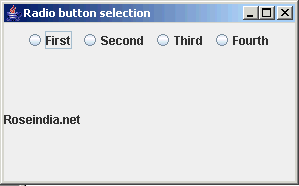 Radio button selection
First Second Third Fourth
Roseindia.net